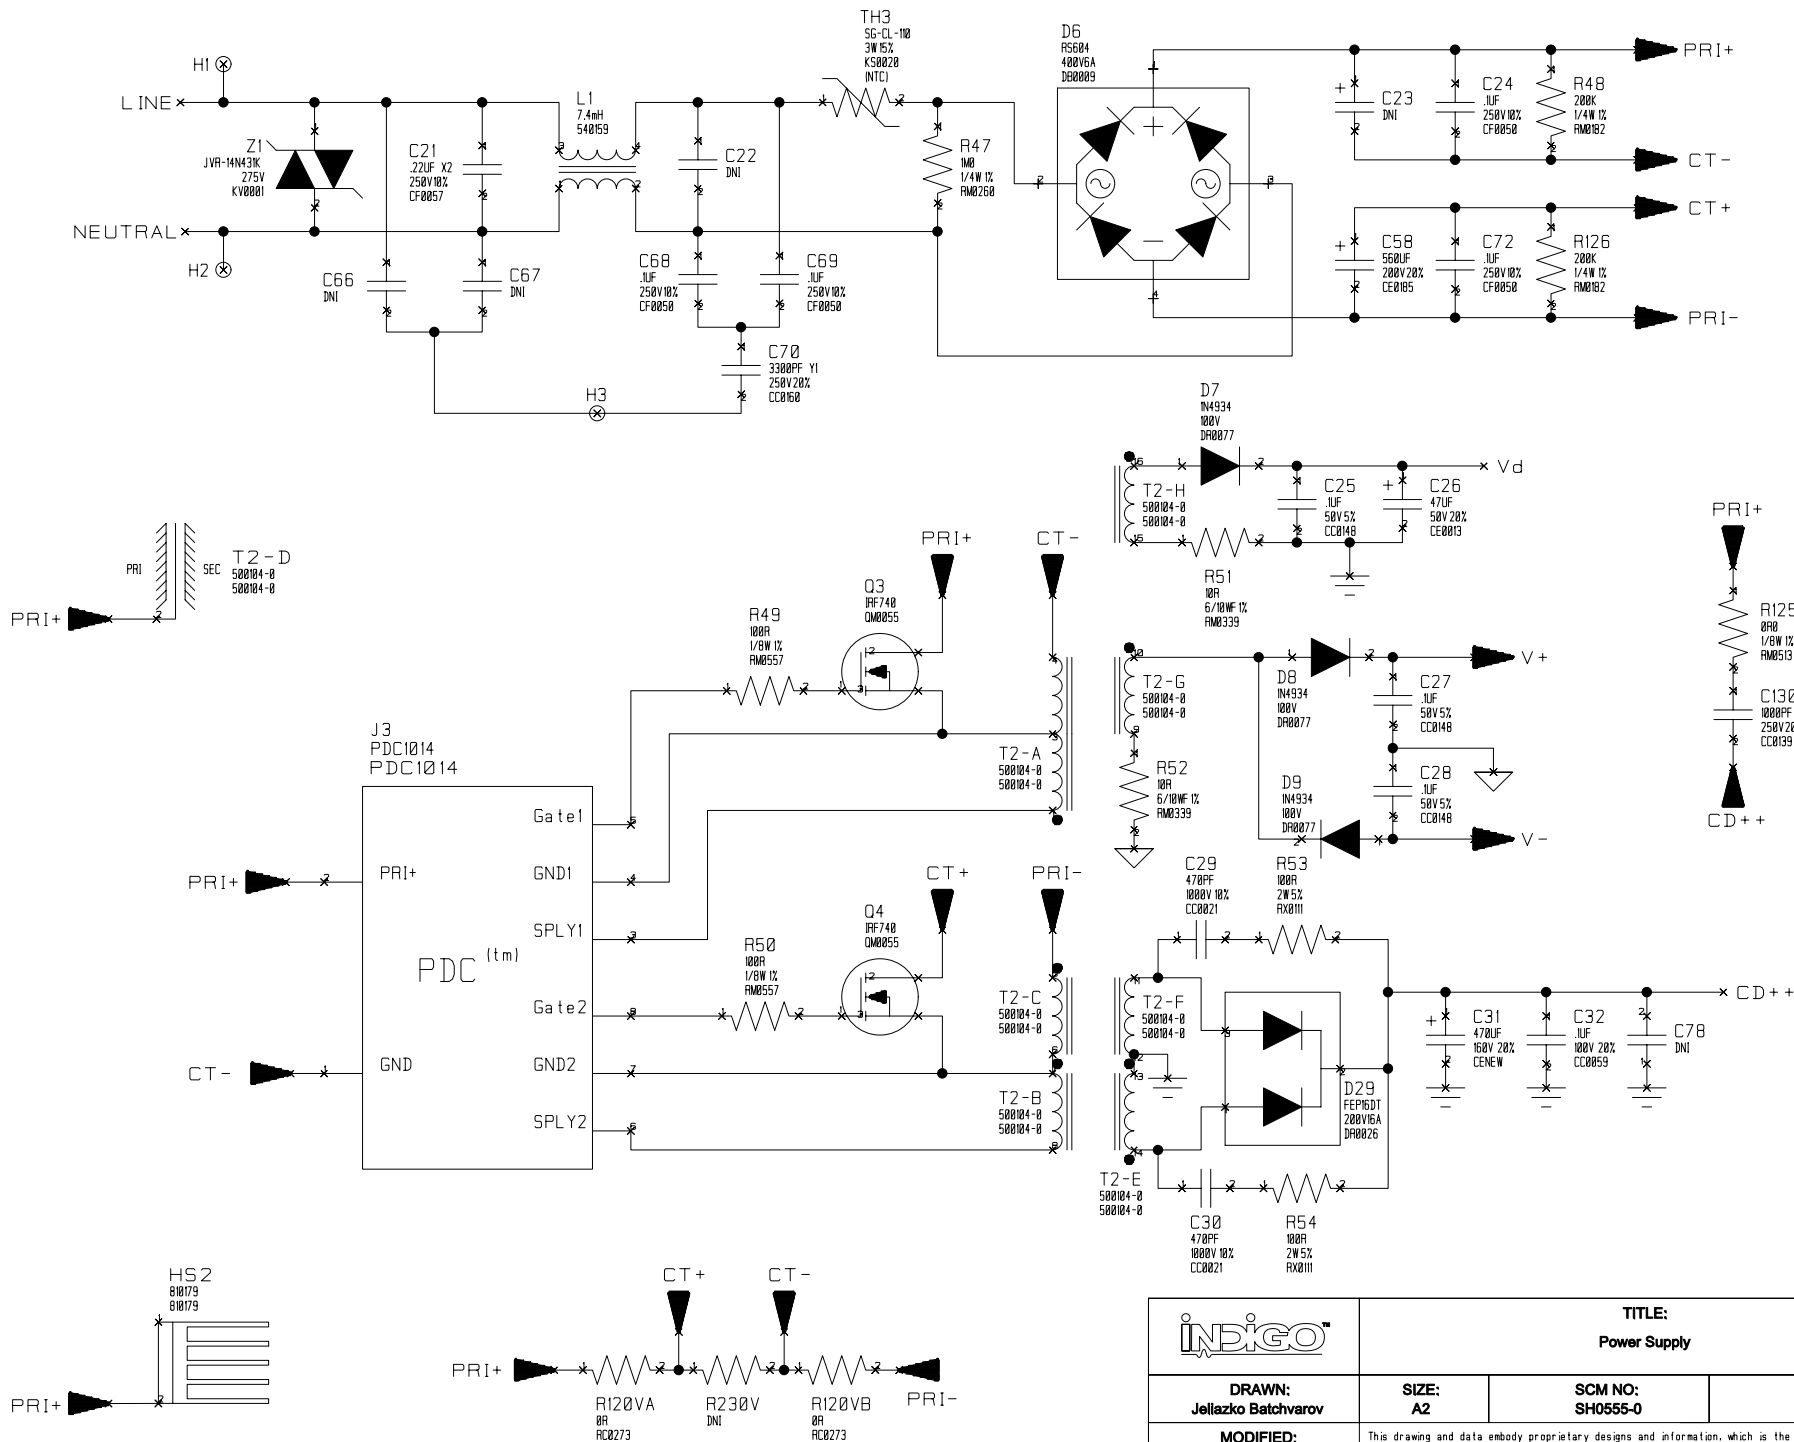 H1
LINE
NEUTRAL
H2
Z1
JVR-14N431K
275V
KV0001
C21
.22UF X2
250V10%
CF0057
C66
DNI
C67
DNI
L1
7.4mH
540159
C22
DNI
C68
.1UF
250V10%
CF0050
C69
.1UF
250V10%
CF0050
C70
3300PF Y1
250V20%
CC0160
H3
TH3
SG-CL-110
3W15%
KS0020
(NTC)
R47
1M0
1/4W1%
RM0260
D6
RS604
400V6A
DB0009
C23
DNI
C24
.1UF
250V10%
CF0050
R48
200K
1/4W1%
RM0182
PRI+
CT-
CT+
C58
560UF
200V20%
CE0185
C72
.1UF
250V10%
CF0050
R126
200K
1/4W1%
RM0182
PRI-
PRI
SEC
T2-D
500104-0
500104-0
PRI+
D7
1N4934
100V
DR0077
T2-H
500104-0
500104-0
C25
.1UF
50V5%
CC0148
C26
47UF
50V20%
CE0013
Vd
R51
10R
6/10WF1%
RM0339
PRI+
CT-
Q3
IRF740
QM0055
R49
100R
1/8W1%
RM0557
T2-A
500104-0
500104-0
T2-G
500104-0
500104-0
R52
10R
6/10WF1%
RM0339
D8
1N4934
100V
DR0077
V+
C27
.1UF
50V5%
CC0148
C28
.1UF
50V5%
CC0148
D9
1N4934
100V
DR0077
V-
PRI+
R125
0R0
1/8W1%
RM0513
C130
1000PF
250V20
CC0139
CD++
J3
PDC1014
PDC1014
Gate1
PRI+
PRI+
GND1
SPLY1
PDC (tm)
Gate2
CT-
GND
GND2
SPLY2
R50
100R
1/8W1%
RM0557
Q4
IRF740
QM0055
CT+
PRI-
T2-C
500104-0
500104-0
T2-B
500104-0
500104-0
C29
470PF
1000V10%
CC0021
R53
100R
2W5%
RX0111
T2-F
500104-0
500104-0
D29
FEP16DT
200V16A
DR0026
T2-E
500104-0
500104-0
C30
470PF
1000V10%
CC0021
R54
100R
2W5%
RX0111
C31
470UF
160V 20%
CENEW
C32
.1UF
100V 20%
CC0059
C78
DNI
CD++
HS2
810179
810179
PRI+
CT+
CT-
PRI+
PRI-
R120VA
0R
RC0273
R230V
DNI
R120VB
0R
RC0273
iNDiGO™
TITLE:
Power Supply
DRAWN:
Jeliazko Batchvarov
SIZE:
A2
SCM NO:
SH0555-0
MODIFIED:
This drawing and data embody proprietary designs and information, which is the